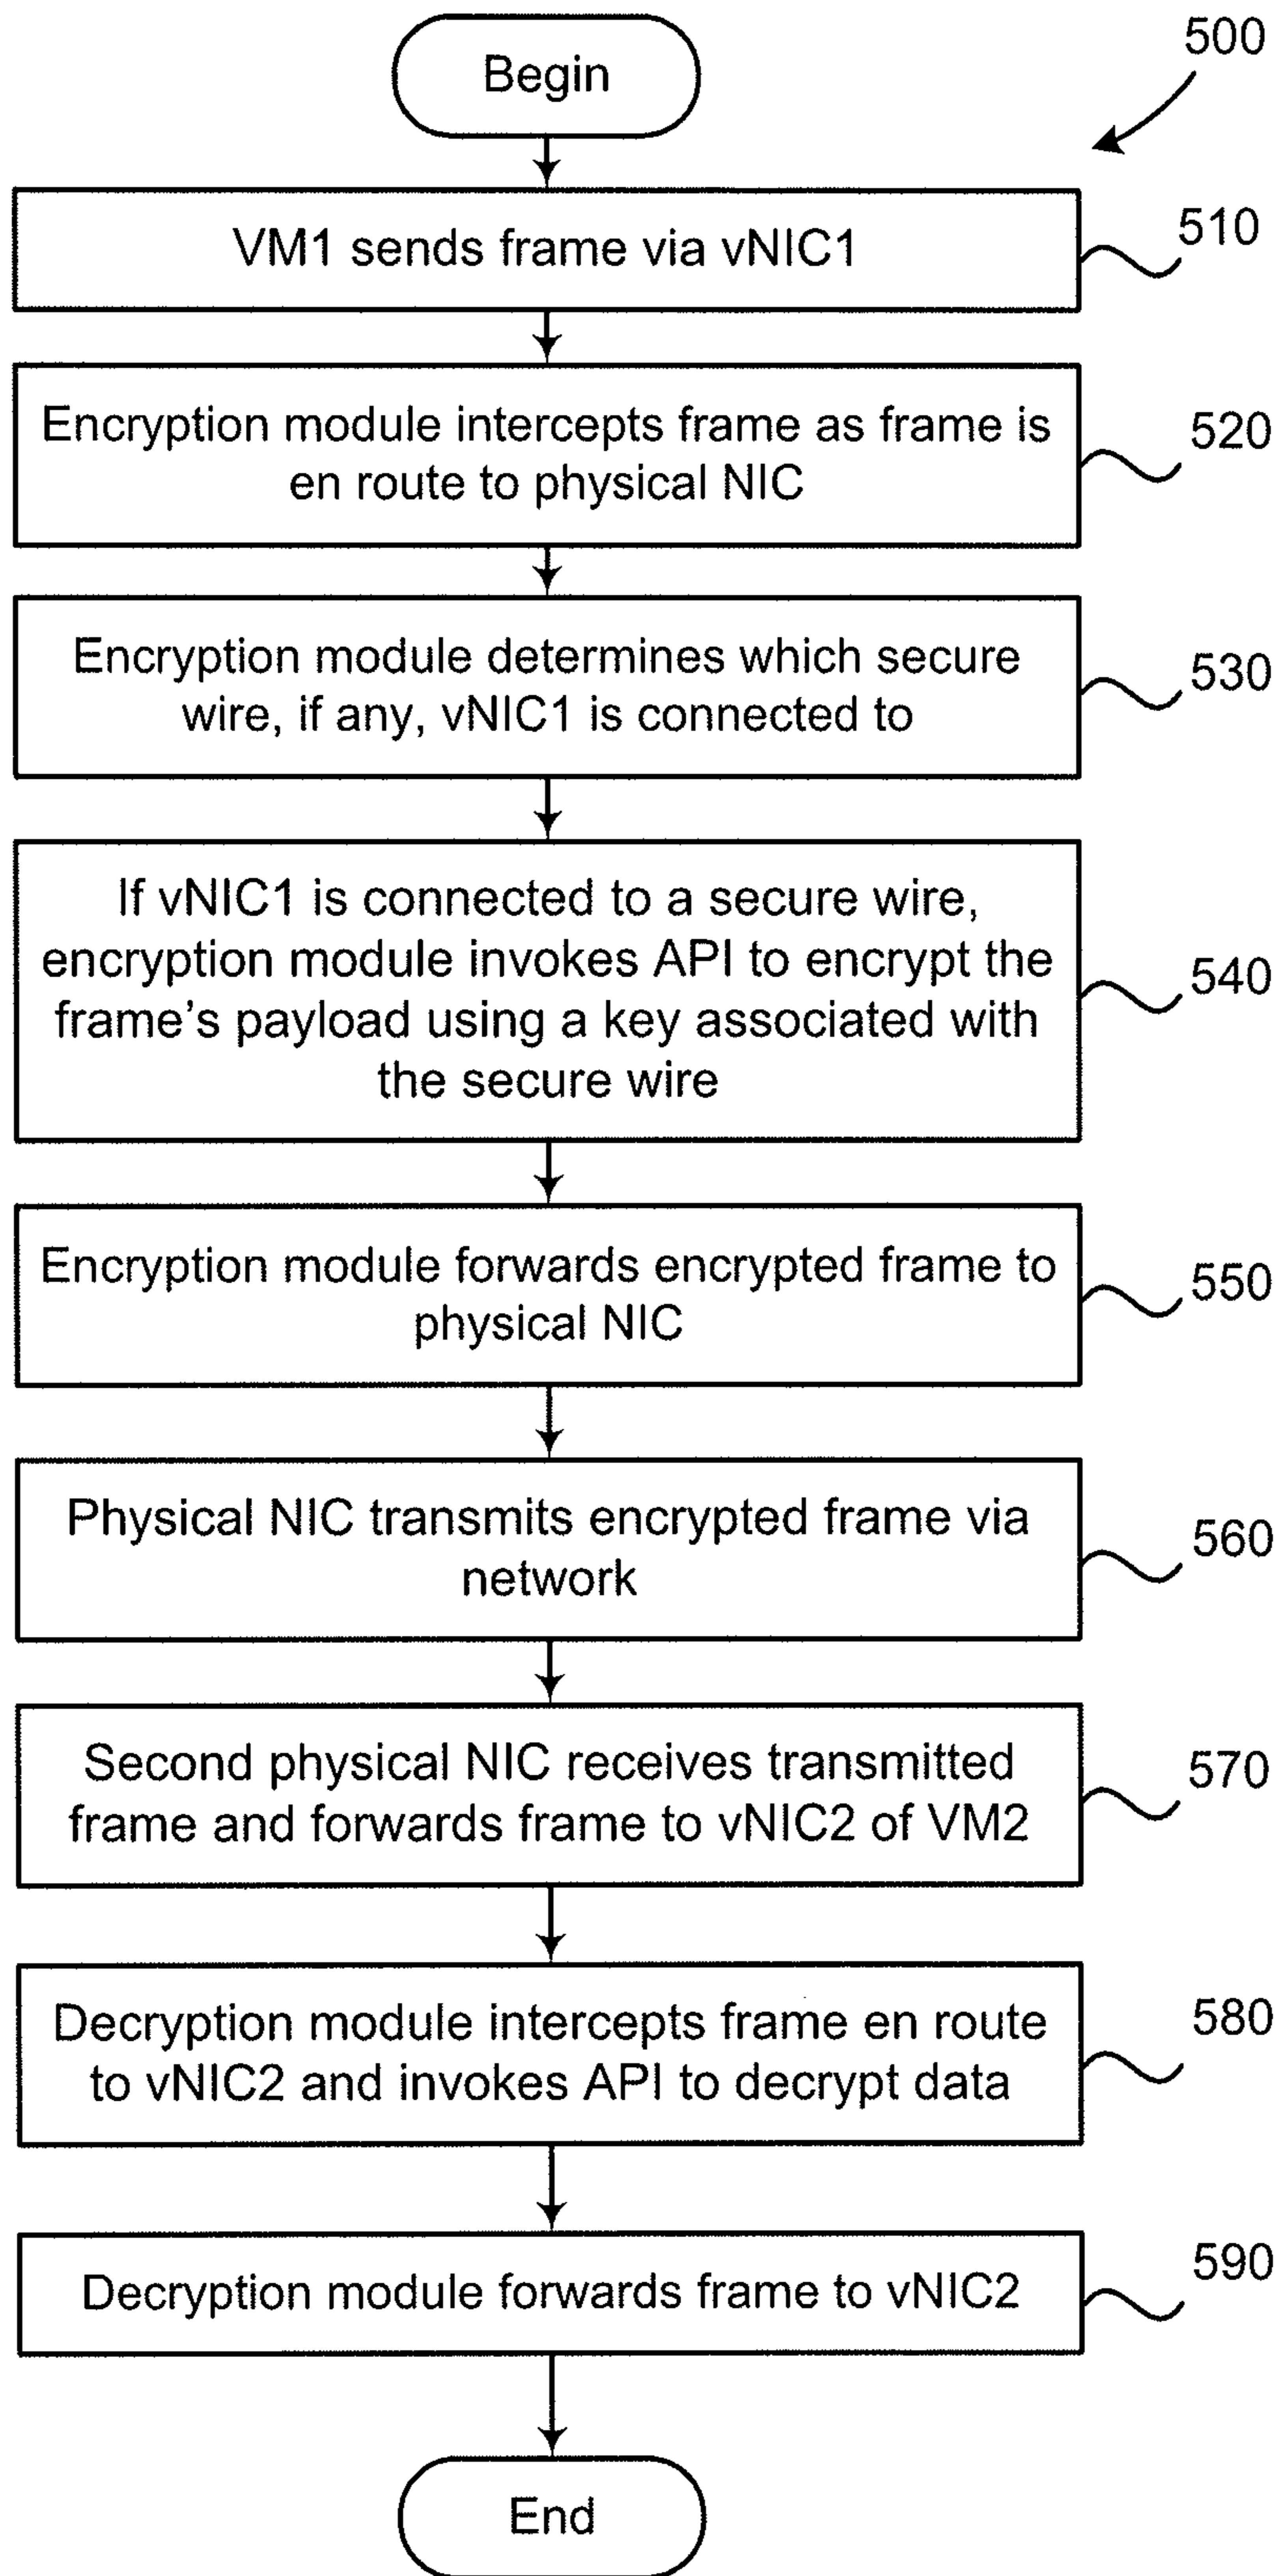 Begin
500
VM1 sends frame via vNIC1
510
Encryption module intercepts frame as frame is
en route to physical NIC
520
Encryption module determines which secure
wire, if any, vNIC1 is connected to
530
If vNIC1 is connected to a secure wire,
encryption module invokes API to encrypt the
frame's payload using a key associated with
the secure wire
540
Encryption module forwards encrypted frame to
physical NIC
550
Physical NIC transmits encrypted frame via
network
560
Second physical NIC receives transmitted
frame and forwards frame to vNIC2 of VM2
570
Decryption module intercepts frame en route
to vNIC2 and invokes API to decrypt data
580
Decryption module forwards frame to vNIC2
590
End